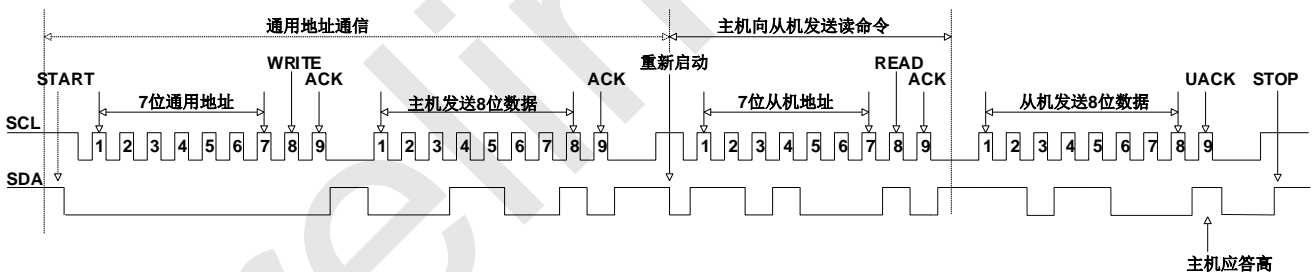 通用地址通信 主机向从机发送读命令
START WRITE ACK ACK 重新启动 READ ACK UACK STOP
7位通用地址 主机发送8位数据 7位从机地址 从机发送8位数据
SCL 1 2 3 4 5 6 7 8 9 1 2 3 4 5 6 7 8 9 1 2 3 4 5 6 7 8 9 1 2 3 4 5 6 7 8 9
SDA
主机应答高